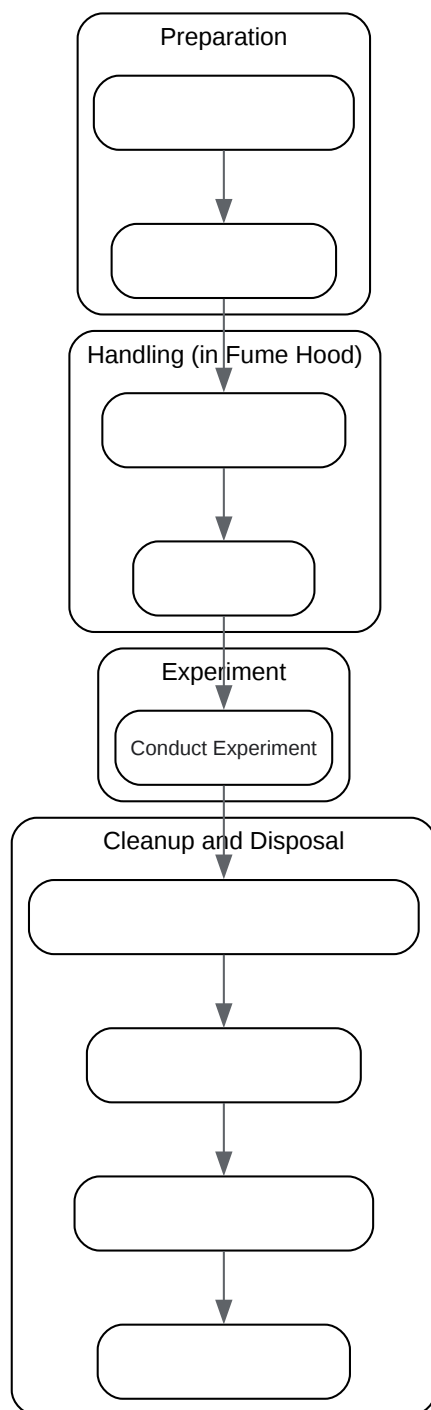 Preparation
Handling (in Fume Hood)
Experiment
Conduct Experiment
Cleanup and Disposal